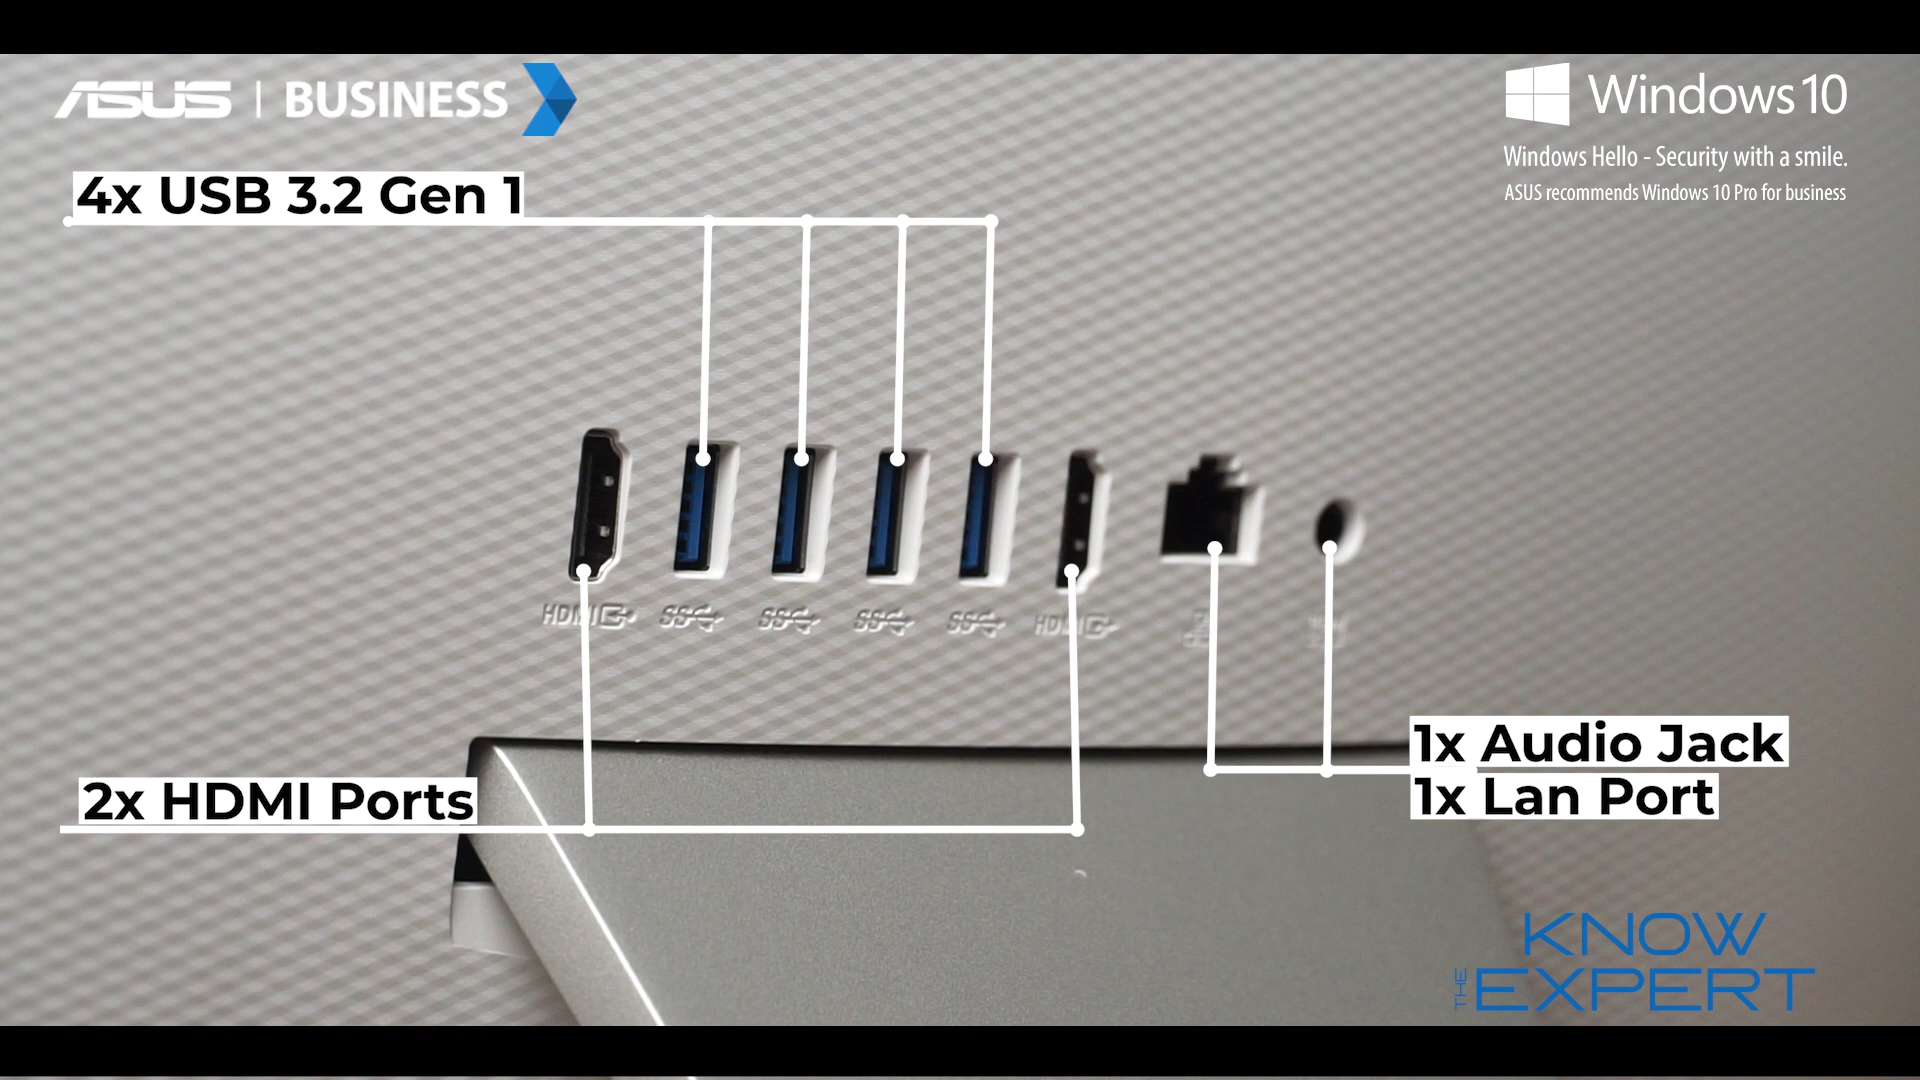 ASUS | BUSINESS
Windows 10
Windows Hello - Security with a smile.
ASUS recommends Windows 10 Pro for business
4x USB 3.2 Gen 1
HDMI
SS
SS
SS
SS
HDMI
1x Audio Jack
1x Lan Port
2x HDMI Ports
KNOW
THE EXPERT